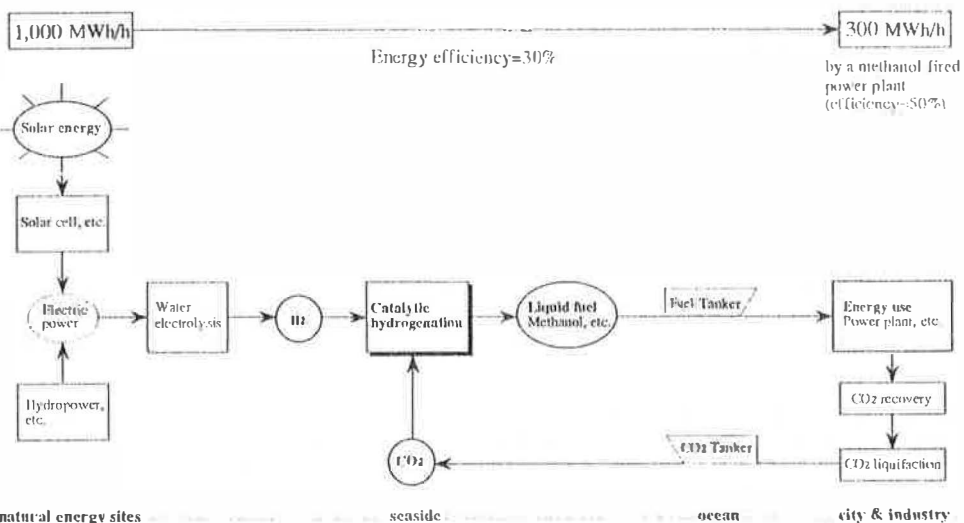 1,000 MWh/h
300 MWh/h
Energy efficiency=30%
by a methanol fired
power plant
(efficiency=50%)
Solar energy
Solar cell, etc.
Electric
power
Water
electrolysis
H2
Catalytic
hydrogenation
Liquid fuel
Methanol, etc.
Fuel Tanker
Energy use
Power plant, etc.
Hydropower,
etc.
CO2 recovery
CO2
CO2 Tanker
CO2 liquifaction
natural energy sites
seaside
ocean
city & industry